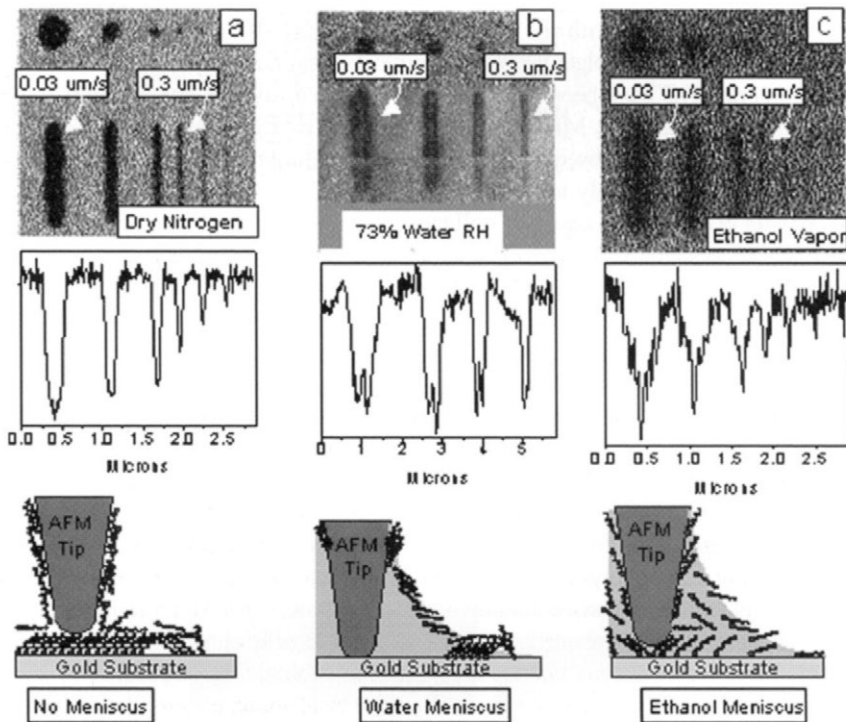 a
0.03 um/s
0.3 um/s
Dry Nitrogen
b
0.03 um/s
0.3 um/s
73% Water RH
c
0.03 um/s
0.3 um/s
Ethanol Vapor
0.0 0.5 1.0 1.5 2.0 2.5
Microns
0 1 2 3 4 5
Microns
0.0 0.5 1.0 1.5 2.0 2.5
Microns
AFM
Tip
Gold Substrate
No Meniscus
AFM
Tip
Gold Substrate
Water Meniscus
AFM
Tip
Gold Substrate
Ethanol Meniscus